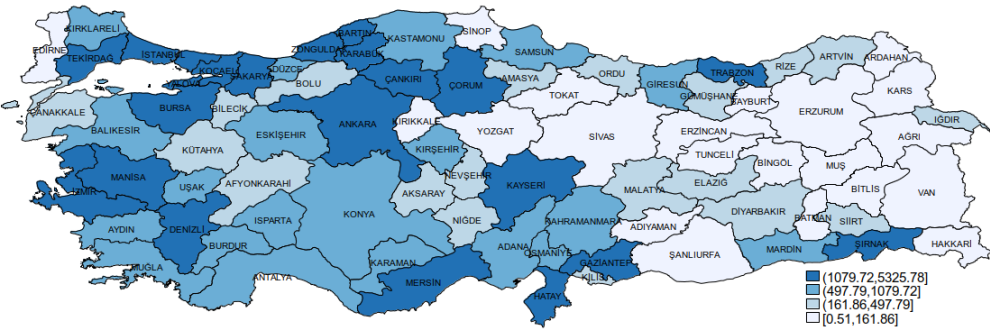 KIRKLARELİ
EDİRNE
TEKİRDAĞ
İSTANBUL
KOCAELİ
YALOVA
SAKARYA
DÜZCE
ZONGULDAK
BARTIN
KARABÜK
KASTAMONU
SİNOP
BOLU
ÇANKIRI
ÇORUM
SAMSUN
AMASYA
TOKAT
ORDU
GİRESUN
TRABZON
GÜMÜŞHANE
BAYBURT
RİZE
ARTVİN
ARDAHAN
KARS
IĞDIR
ÇANAKKALE
BALIKESİR
BURSA
BİLECİK
ESKİŞEHİR
KÜTAHYA
ANKARA
KIRIKKALE
YOZGAT
SİVAS
ERZİNCAN
ERZURUM
AĞRI
MANİSA
İZMİR
UŞAK
AFYONKARAHİ
KIRŞEHİR
NEVŞEHİR
AKSARAY
KAYSERİ
MALATYA
TUNCELİ
ELAZIĞ
BİNGÖL
MUŞ
BİTLİS
VAN
AYDIN
DENİZLİ
ISPARTA
BURDUR
KONYA
NİĞDE
KAHRAMANMARA
ADIYAMAN
DİYARBAKIR
BATMAN
SİİRT
MUĞLA
ANTALYA
KARAMAN
MERSİN
ADANA
OSMANİYE
GAZİANTEP
KİLİS
HATAY
ŞANLIURFA
MARDİN
ŞIRNAK
HAKKARİ
(1079.72,5325.78]
(497.79,1079.72]
(161.86,497.79]
[0.51,161.86]